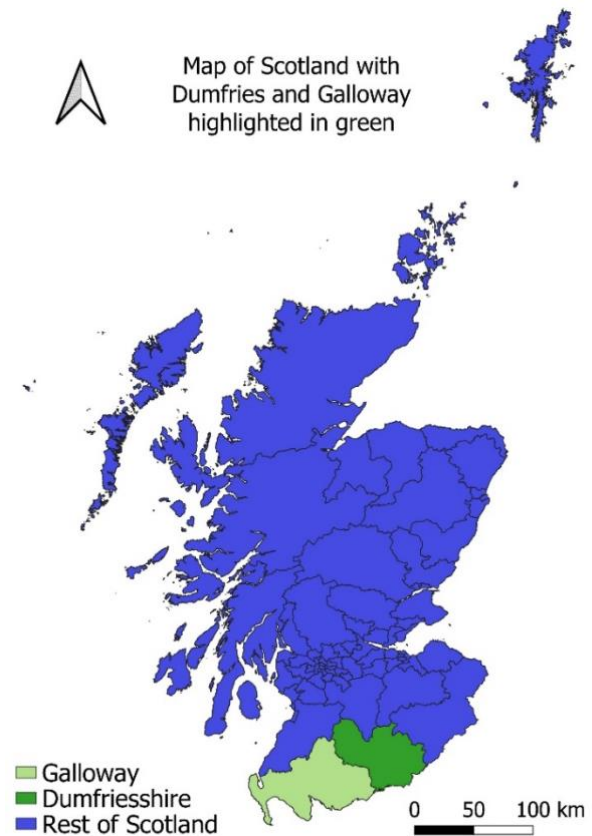 Map of Scotland with
Dumfries and Galloway
highlighted in green
Galloway
Dumfriesshire
Rest of Scotland
0 50 100 km